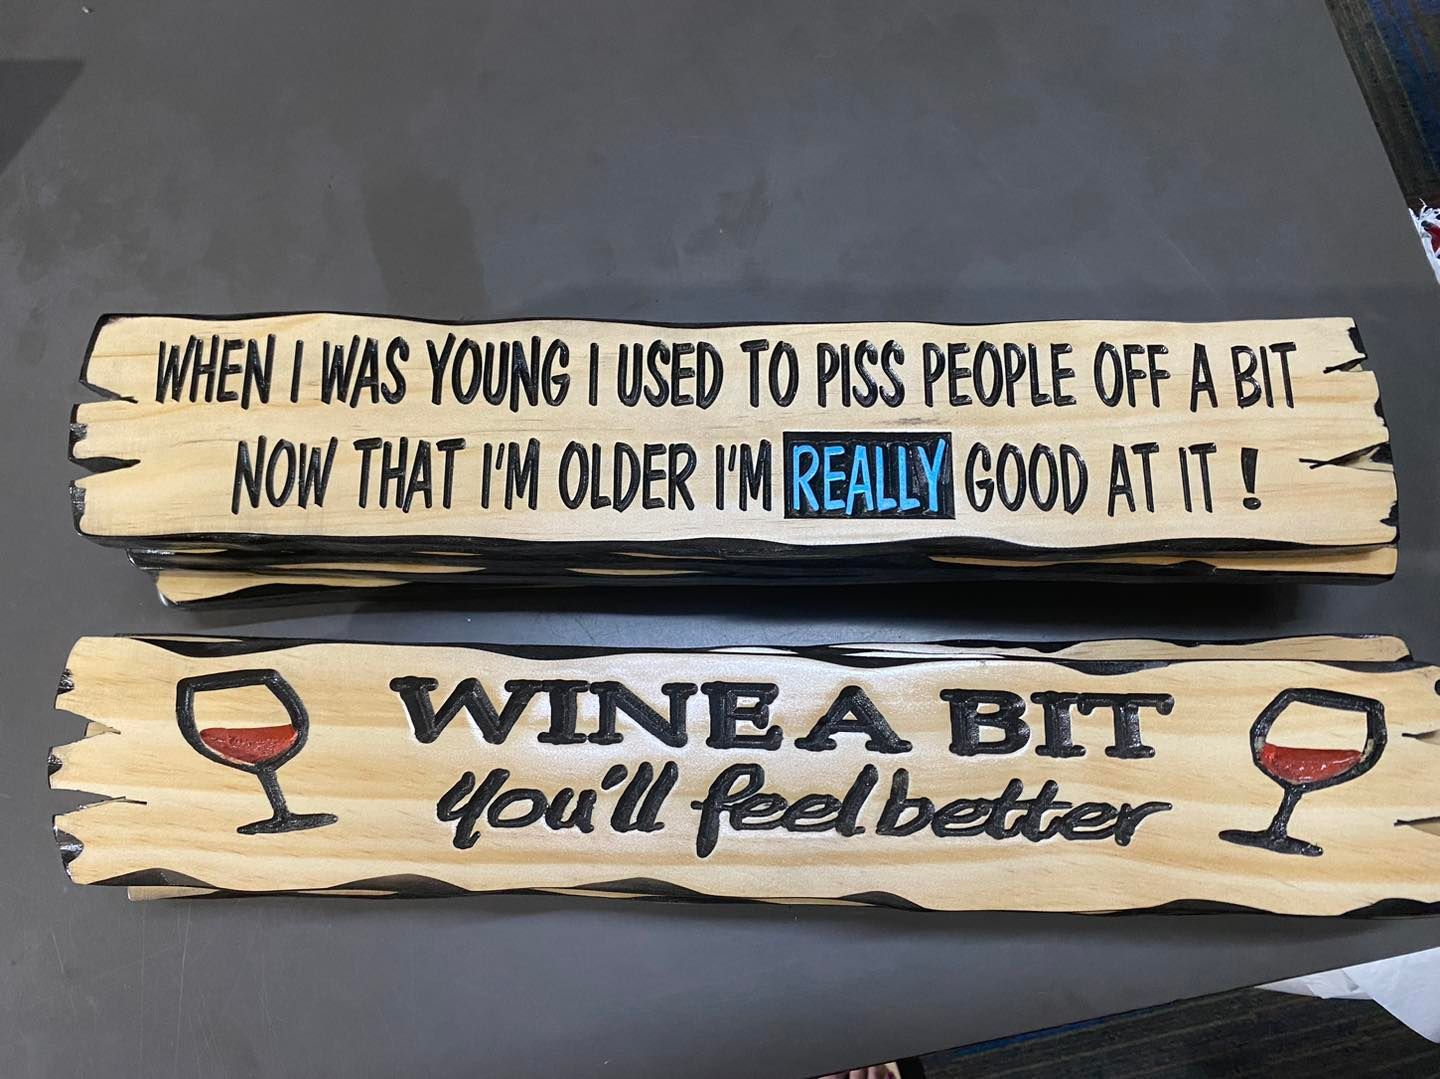 WHEN I WAS YOUNG I USED TO PISS PEOPLE OFF A BIT
NOW THAT I'M OLDER I'M REALLY GOOD AT IT !
WINE A BIT
you'll feel better